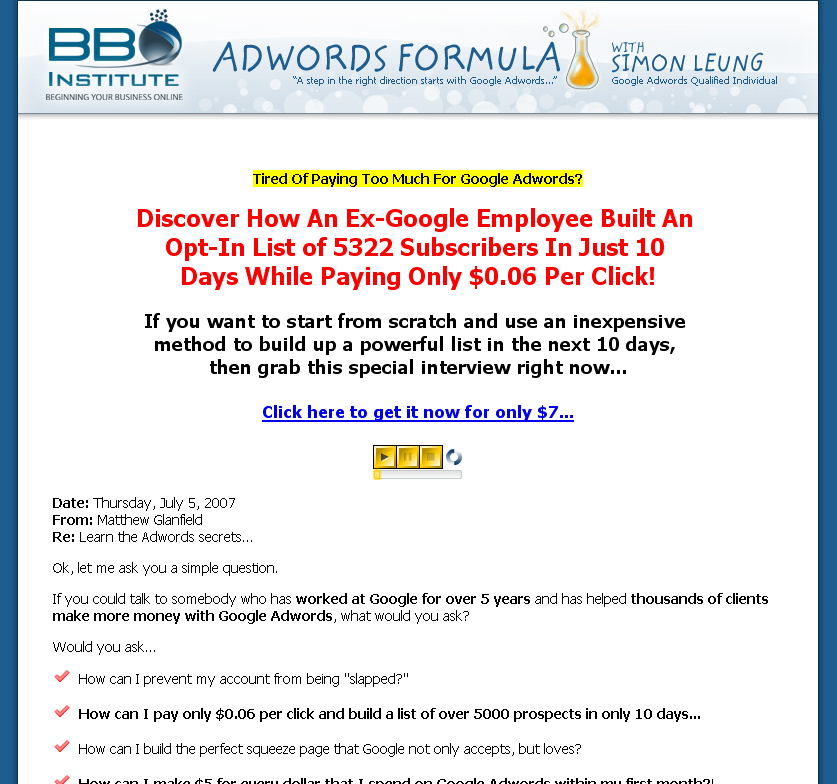 BBO
INSTITUTE
BEGINNING YOUR BUSINESS ONLINE
ADWORDS FORMULA
"A step in the right direction starts with Google Adwords..."
WITH
SIMON LEUNG
Google Adwords Qualified Individual
Tired Of Paying Too Much For Google Adwords?
Discover How An Ex-Google Employee Built An
Opt-In List of 5322 Subscribers In Just 10
Days While Paying Only $0.06 Per Click!
If you want to start from scratch and use an inexpensive
method to build up a powerful list in the next 10 days,
then grab this special interview right now...
Click here to get it now for only $7...
Date: Thursday, July 5, 2007
From: Matthew Glanfield
Re: Learn the Adwords secrets...
Ok, let me ask you a simple question.
If you could talk to somebody who has worked at Google for over 5 years and has helped thousands of clients
make more money with Google Adwords, what would you ask?
Would you ask...
How can I prevent my account from being "slapped?"
How can I pay only $0.06 per click and build a list of over 5000 prospects in only 10 days...
How can I build the perfect squeeze page that Google not only accepts, but loves?
How can I make $5 for every dollar that I spend on Google Adwords within my first month?!